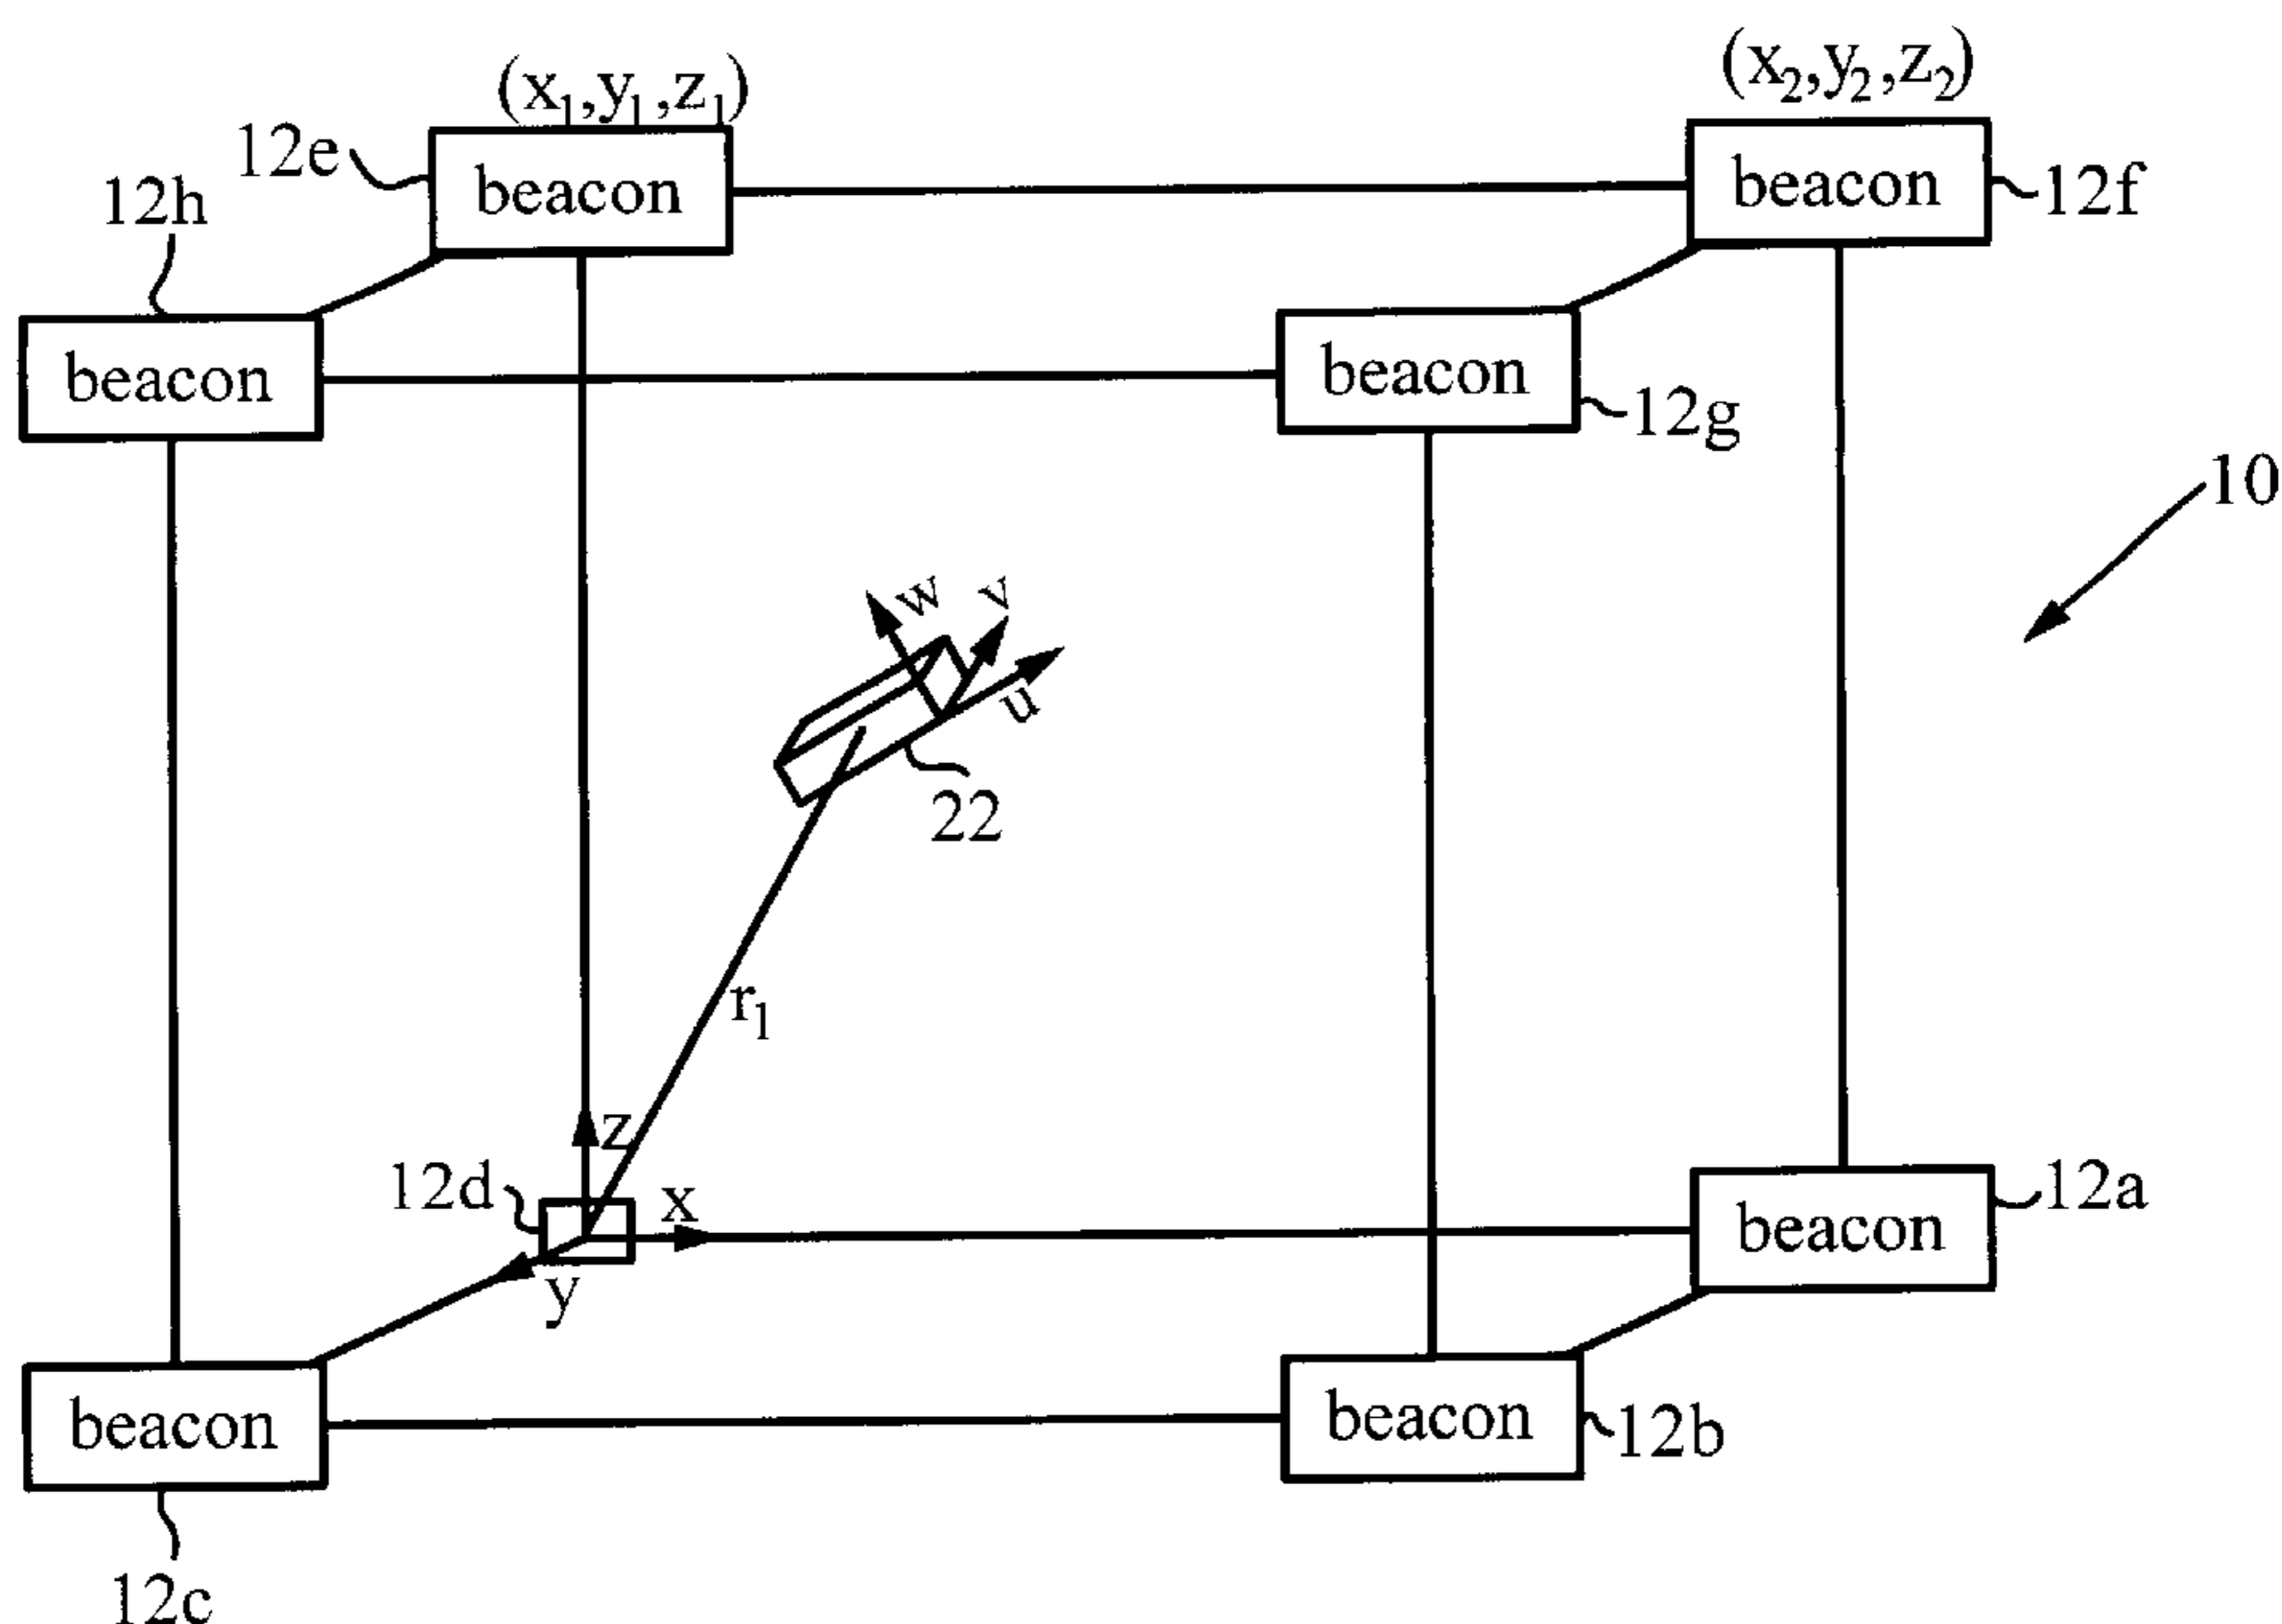 (x₁,y₁,z₁)
(x₂,y₂,z₂)
12e
beacon
beacon
12f
12h
beacon
beacon
12g
10
w
v
u
22
r₁
z
12d
x
y
beacon
12a
beacon
beacon
12b
12c